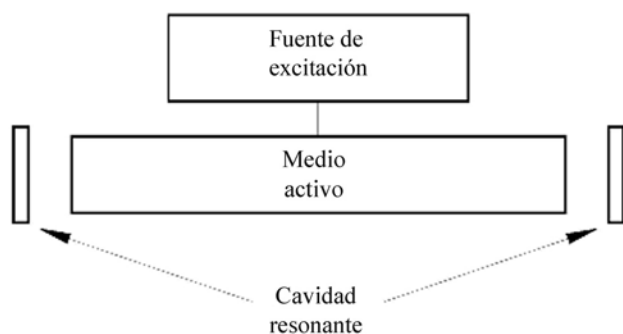 Fuente de
excitación
Medio
activo
Cavidad
resonante